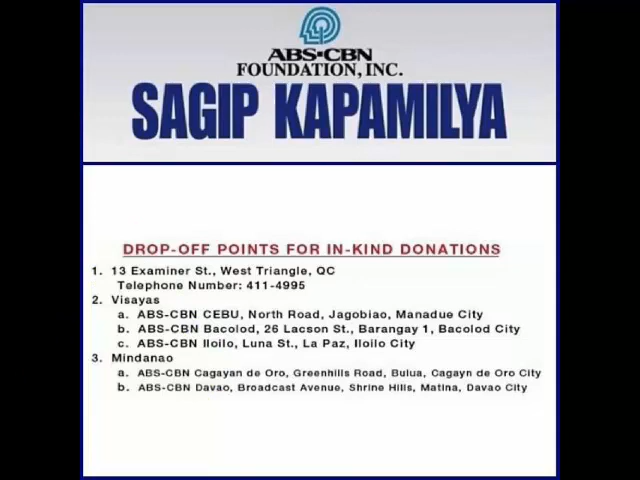 ABS-CBN
FOUNDATION, INC.
SAGIP KAPAMILYA
DROP-OFF POINTS FOR IN-KIND DONATIONS
1. 13 Examiner St., West Triangle, QC
Telephone Number: 411-4995
2. Visayas
a. ABS-CBN CEBU, North Road, Jagobiao, Manadue City
b. ABS-CBN Bacolod, 26 Lacson St., Barangay 1, Bacolod City
c. ABS-CBN Iloilo, Luna St., La Paz, Iloilo City
3. Mindanao
a. ABS-CBN Cagayan de Oro, Greenhills Road, Bulua, Cagayn de Oro City
b. ABS-CBN Davao, Broadcast Avenue, Shrine Hills, Matina, Davao City